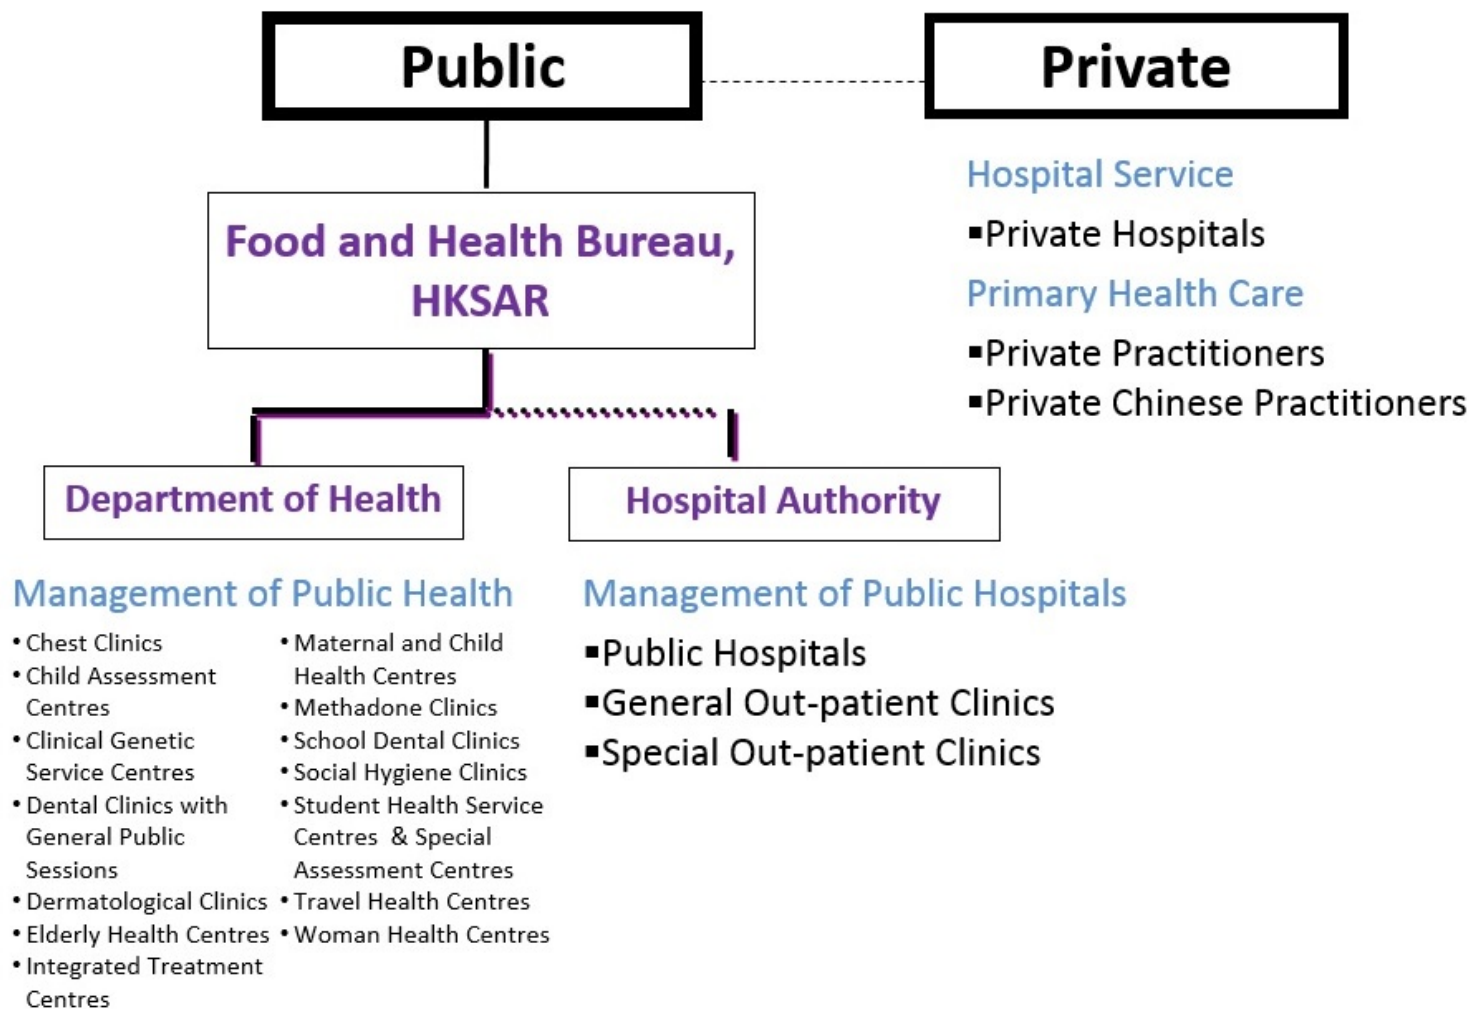 Public
Private
Food and Health Bureau,
HKSAR
Hospital Service
▪Private Hospitals
Primary Health Care
▪Private Practitioners
▪Private Chinese Practitioners
Department of Health
Hospital Authority
Management of Public Health
• Chest Clinics
• Child Assessment
Centres
• Clinical Genetic
Service Centres
• Dental Clinics with
General Public
Sessions
• Dermatological Clinics
• Elderly Health Centres
• Integrated Treatment
Centres
• Maternal and Child
Health Centres
• Methadone Clinics
• School Dental Clinics
• Social Hygiene Clinics
• Student Health Service
Centres & Special
Assessment Centres
• Travel Health Centres
• Woman Health Centres
Management of Public Hospitals
▪Public Hospitals
▪General Out-patient Clinics
▪Special Out-patient Clinics